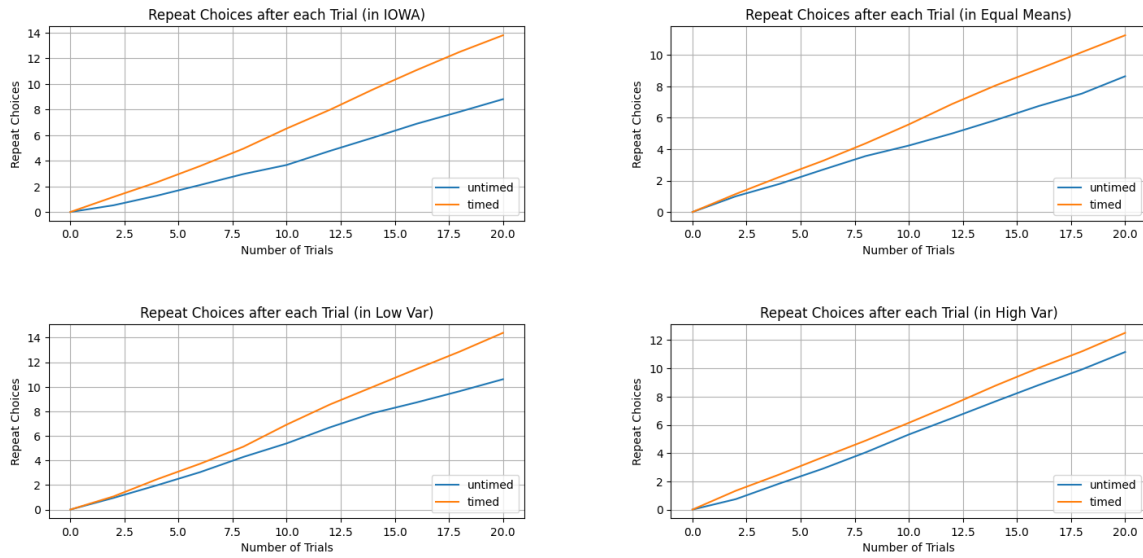 Repeat Choices after each Trial (in IOWA)
14
12
10
8
6
4
2
0
Repeat Choices
untimed
timed
0.0 2.5 5.0 7.5 10.0 12.5 15.0 17.5 20.0
Number of Trials
Repeat Choices after each Trial (in Equal Means)
10
8
6
4
2
0
Repeat Choices
untimed
timed
0.0 2.5 5.0 7.5 10.0 12.5 15.0 17.5 20.0
Number of Trials
Repeat Choices after each Trial (in Low Var)
14
12
10
8
6
4
2
0
Repeat Choices
untimed
timed
0.0 2.5 5.0 7.5 10.0 12.5 15.0 17.5 20.0
Number of Trials
Repeat Choices after each Trial (in High Var)
12
10
8
6
4
2
0
Repeat Choices
untimed
timed
0.0 2.5 5.0 7.5 10.0 12.5 15.0 17.5 20.0
Number of Trials